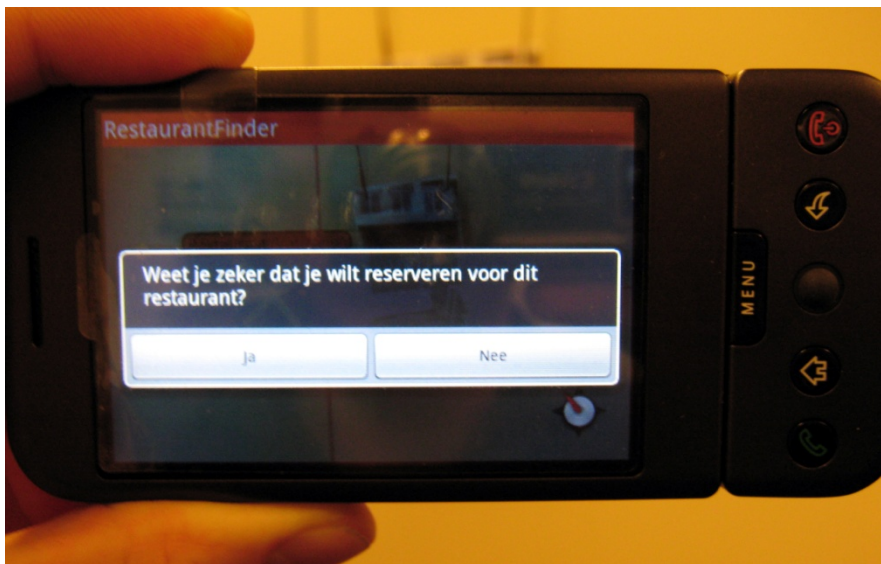 RestaurantFinder
Weet je zeker dat je wilt reserveren voor dit
restaurant?
Ja
Nee
MENU